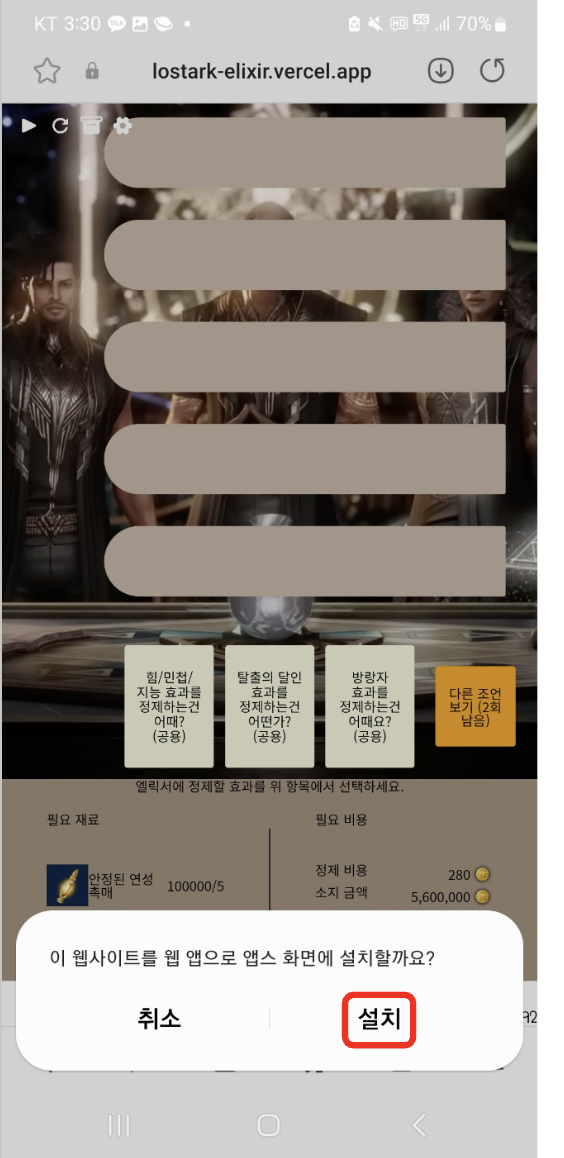 KT 3:30
HD 5G 70%
lostark-elixir.vercel.app
힘/민첩/
지능 효과를
정제하는건
어때?
(공용)
탈출의 달인
효과를
정제하는건
어떤가?
(공용)
방랑자
효과를
정제하는건
어때요?
(공용)
다른 조언
보기 (2회
남음)
엘릭서에 정제할 효과를 위 항목에서 선택하세요.
필요 재료
필요 비용
안정된 연성
촉매
100000/5
정제 비용
280
소지 금액
5,600,000
이 웹사이트를 웹 앱으로 앱스 화면에 설치할까요?
취소
설치